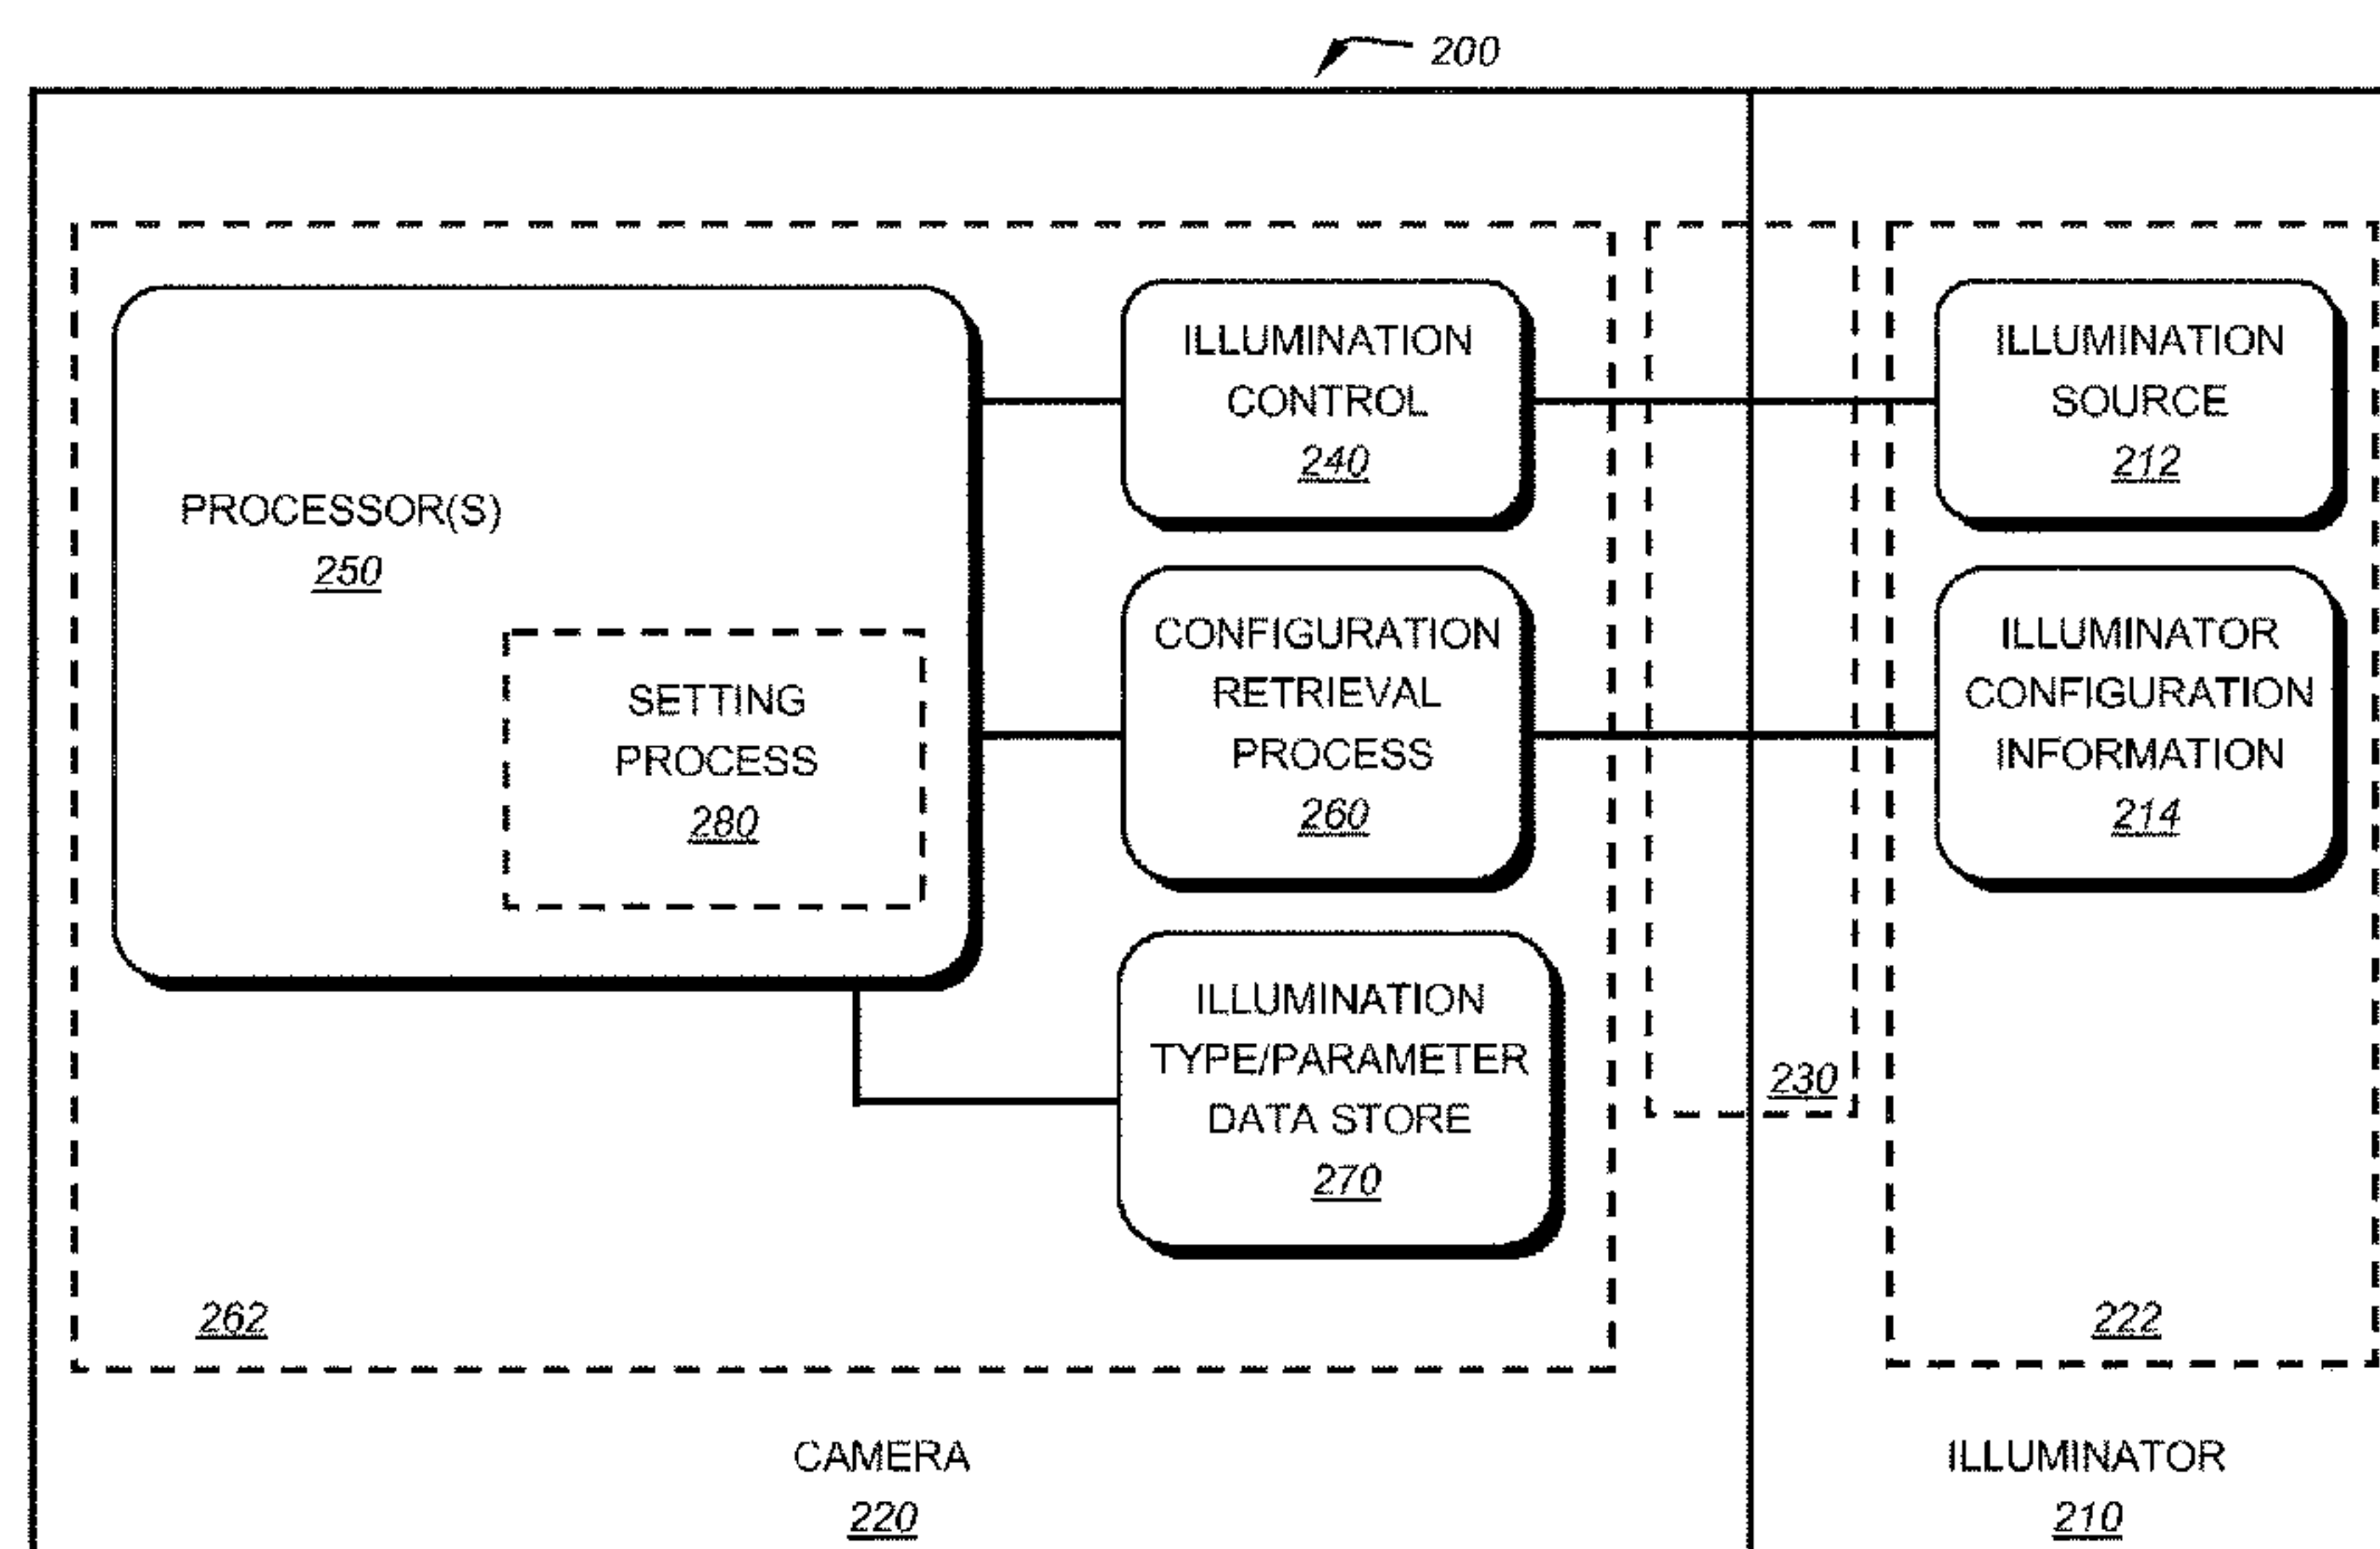 200
PROCESSOR(S)
250
SETTING
PROCESS
280
ILLUMINATION
CONTROL
240
CONFIGURATION
RETRIEVAL
PROCESS
260
ILLUMINATION
TYPE/PARAMETER
DATA STORE
270
262
230
ILLUMINATION
SOURCE
212
ILLUMINATOR
CONFIGURATION
INFORMATION
214
222
CAMERA
220
ILLUMINATOR
210